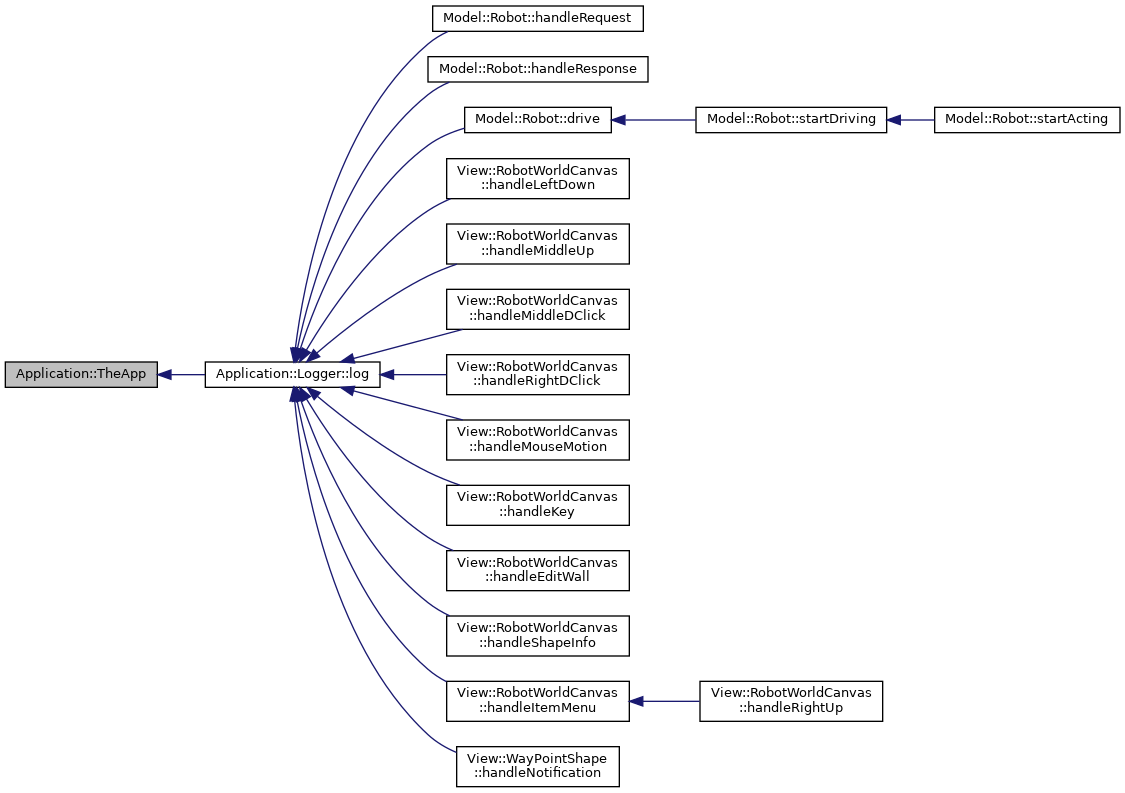 Model::Robot::handleRequest
Model::Robot::handleResponse
Model::Robot::drive
Model::Robot::startDriving
Model::Robot::startActing
View::RobotWorldCanvas
::handleLeftDown
View::RobotWorldCanvas
::handleMiddleUp
View::RobotWorldCanvas
::handleMiddleDClick
Application::TheApp
Application::Logger::log
View::RobotWorldCanvas
::handleRightDClick
View::RobotWorldCanvas
::handleMouseMotion
View::RobotWorldCanvas
::handleKey
View::RobotWorldCanvas
::handleEditWall
View::RobotWorldCanvas
::handleShapeInfo
View::RobotWorldCanvas
::handleItemMenu
View::RobotWorldCanvas
::handleRightUp
View::WayPointShape
::handleNotification